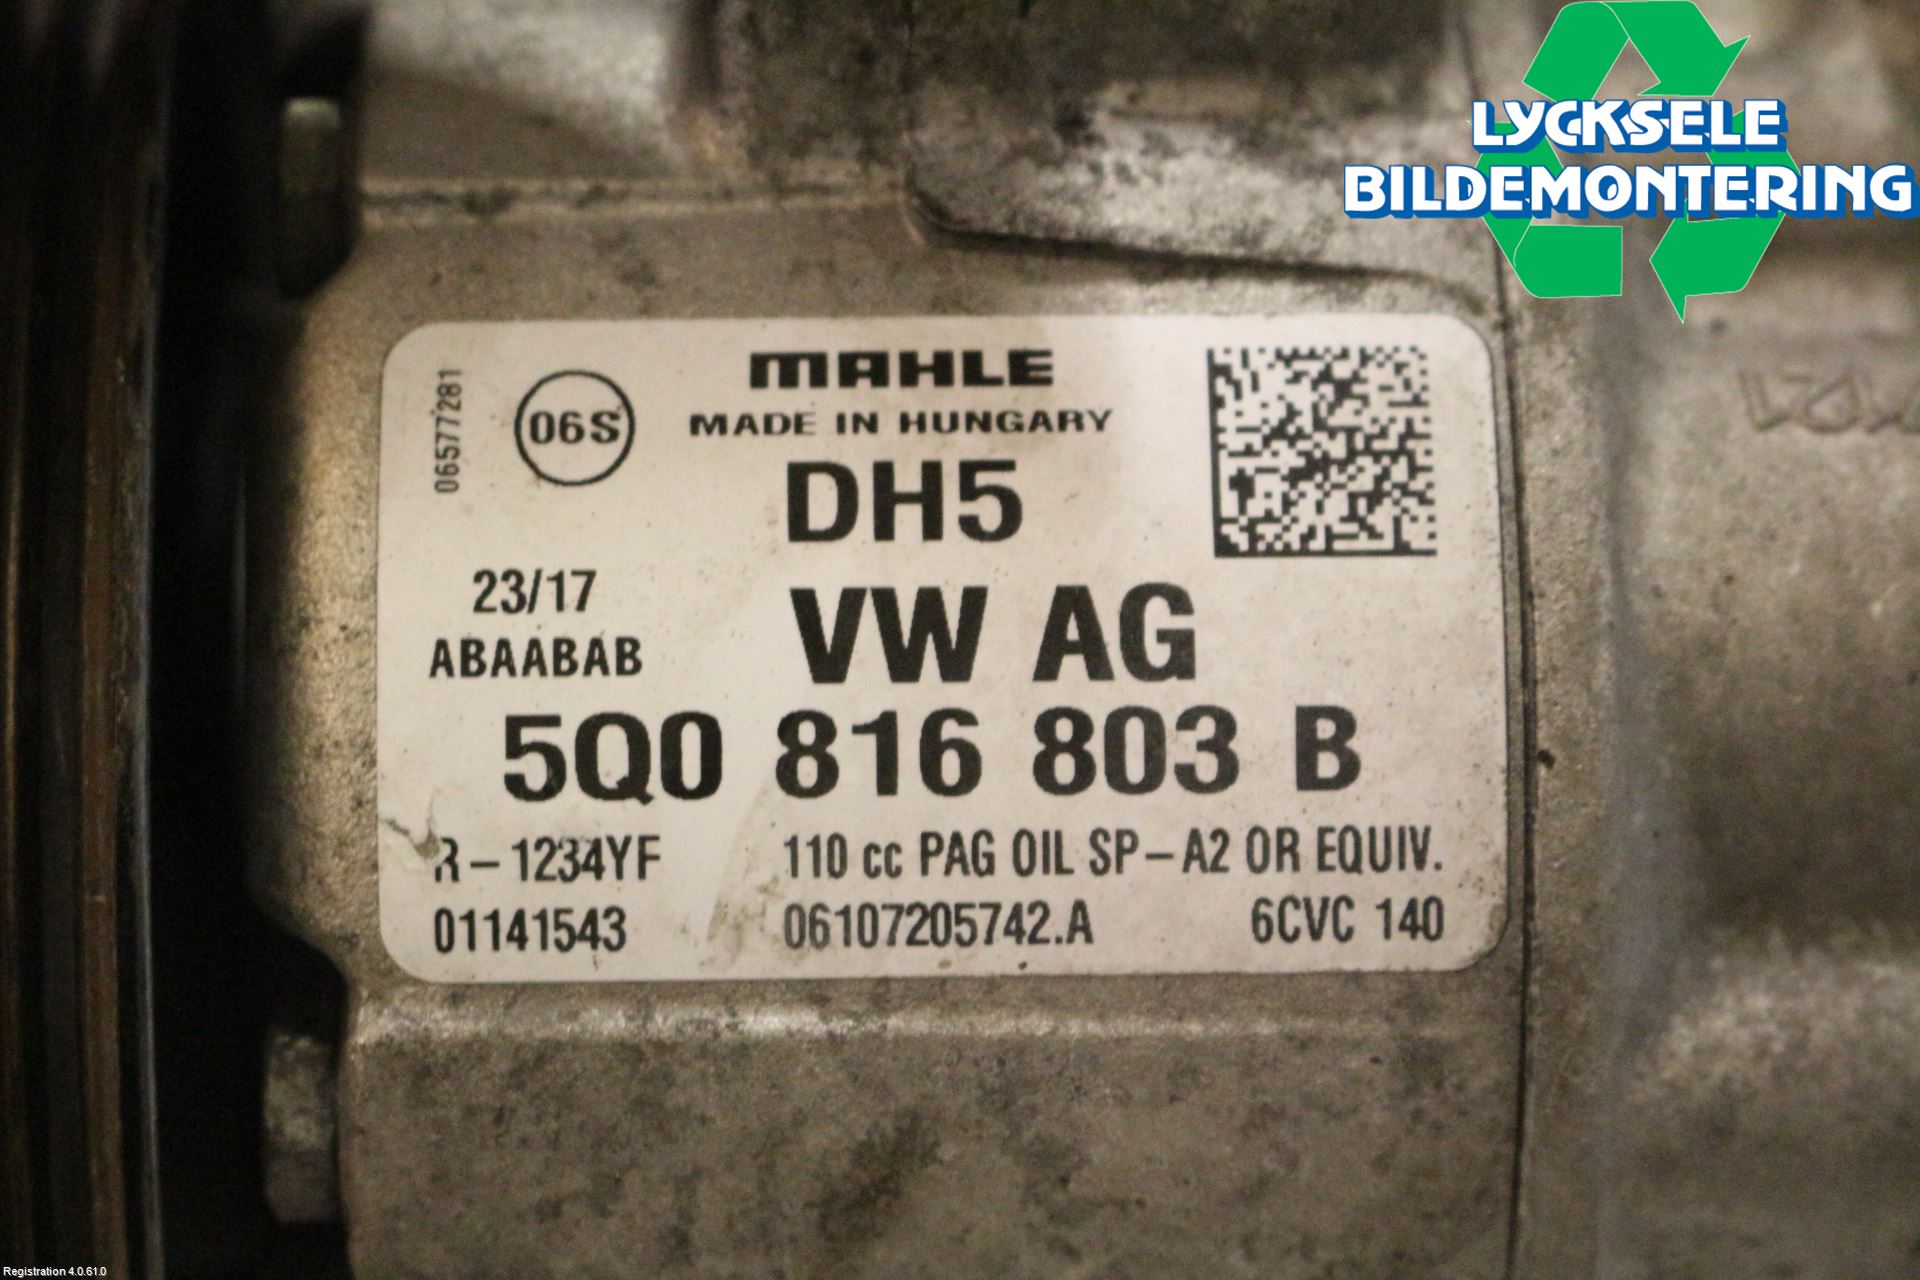 LYCKSELE
BILDEMONTERING
MAHLE
MADE IN HUNGARY
06577281
06S
DH5
23/17
ABAABAB
VW AG
5Q0 816 803 B
R-1234YF
110 cc PAG OIL SP-A2 OR EQUIV.
01141543
06107205742.A
6CVC 140
Registration 4.0.61.0